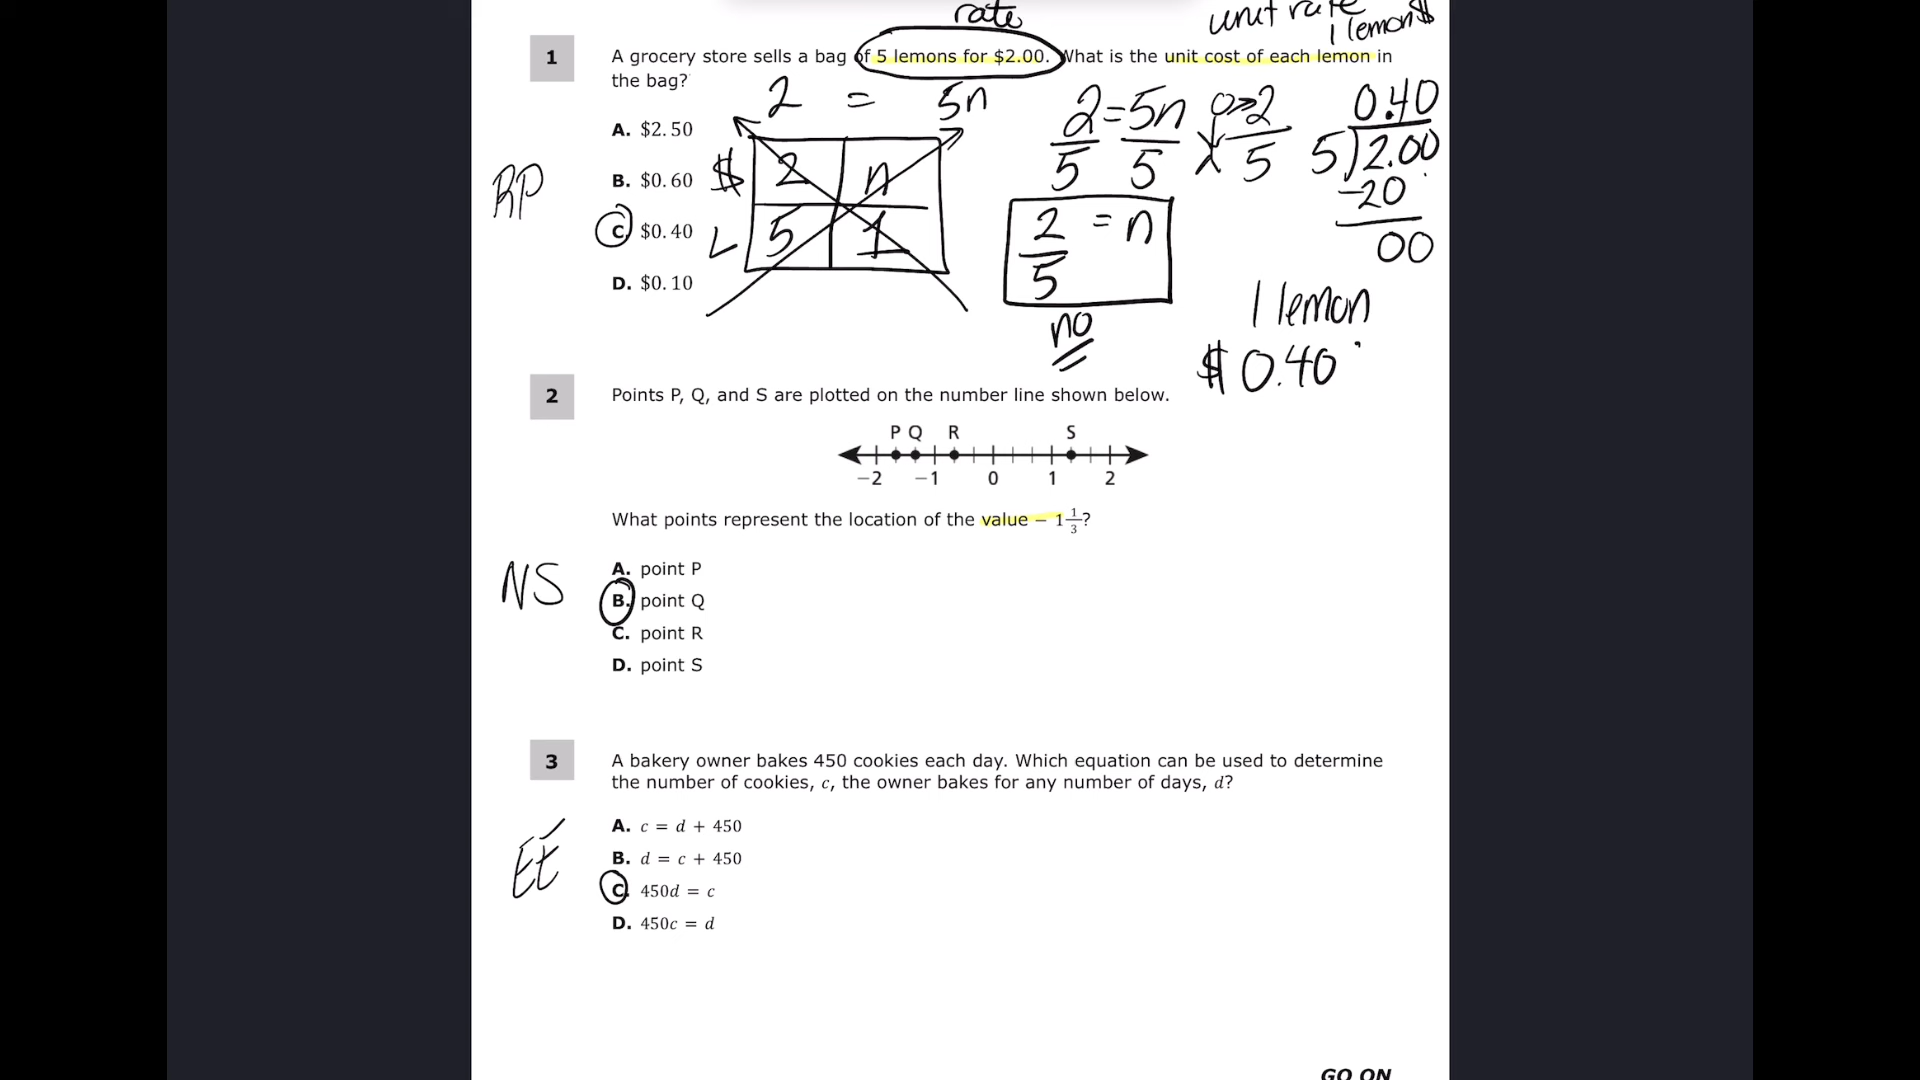 rate
unit rate
1 lemon $
1
A grocery store sells a bag of 5 lemons for $2.00. What is the unit cost of each lemon in
the bag?
2 = 5n
A. $2.50
B. $0.60
C. $0.40
D. $0.10
RP
$ 2 n
L 5 1
2 = 5n
5 5
2
5
0.40
5)2.00
-20
00
2 = n
5
no
1 lemon
$0.40
2
Points P, Q, and S are plotted on the number line shown below.
P Q R S
−2 −1 0 1 2
What points represent the location of the value − 1 1/3?
NS
A. point P
B. point Q
C. point R
D. point S
3
A bakery owner bakes 450 cookies each day. Which equation can be used to determine
the number of cookies, c, the owner bakes for any number of days, d?
EE
A. c = d + 450
B. d = c + 450
C. 450d = c
D. 450c = d
GO ON